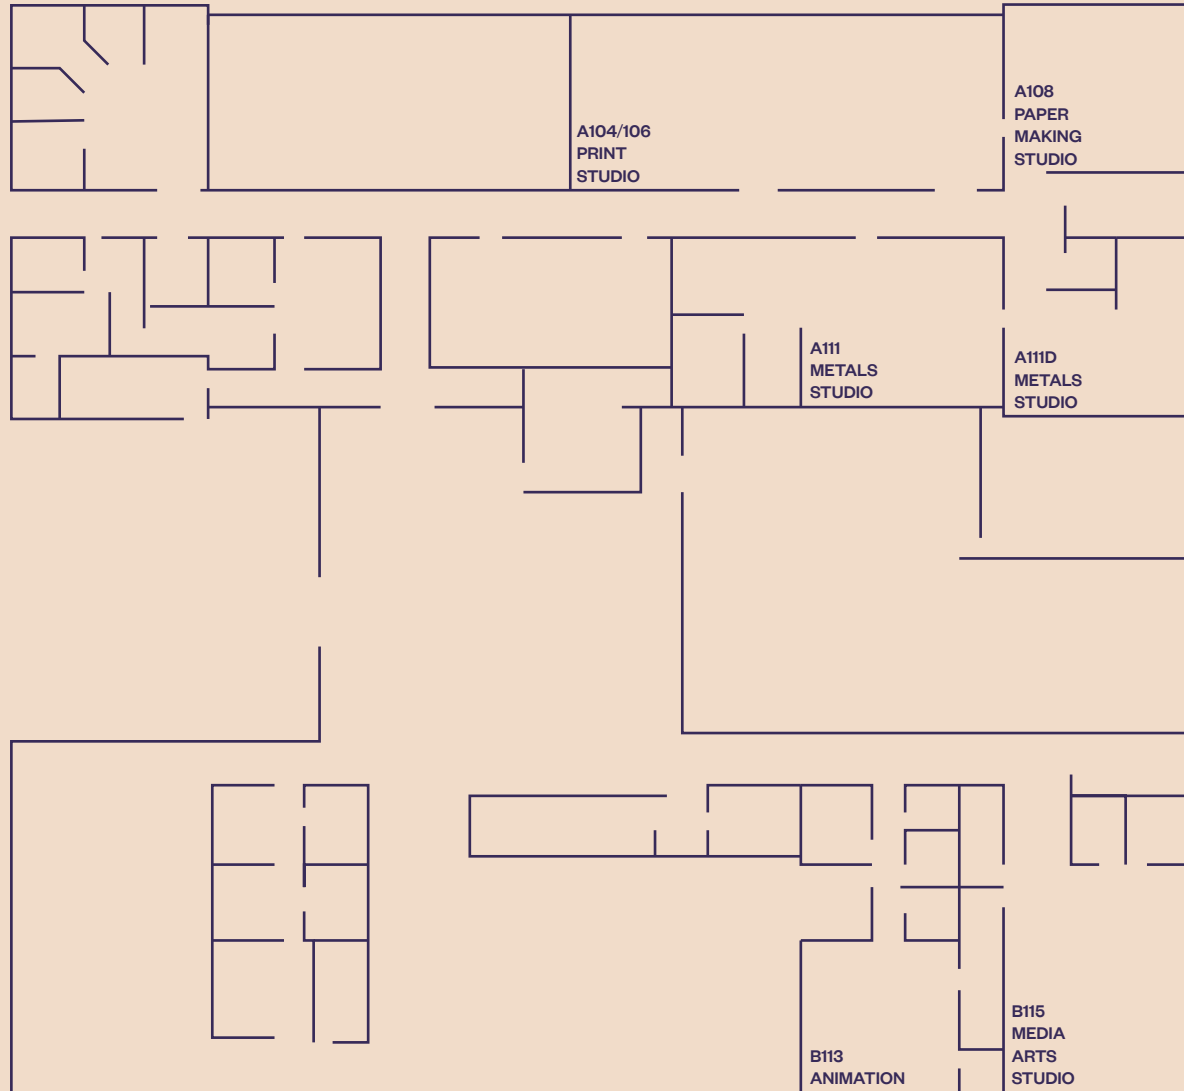 A108
PAPER
MAKING
STUDIO
A104/106
PRINT
STUDIO
A111
METALS
STUDIO
A111D
METALS
STUDIO
B113
ANIMATION
B115
MEDIA
ARTS
STUDIO